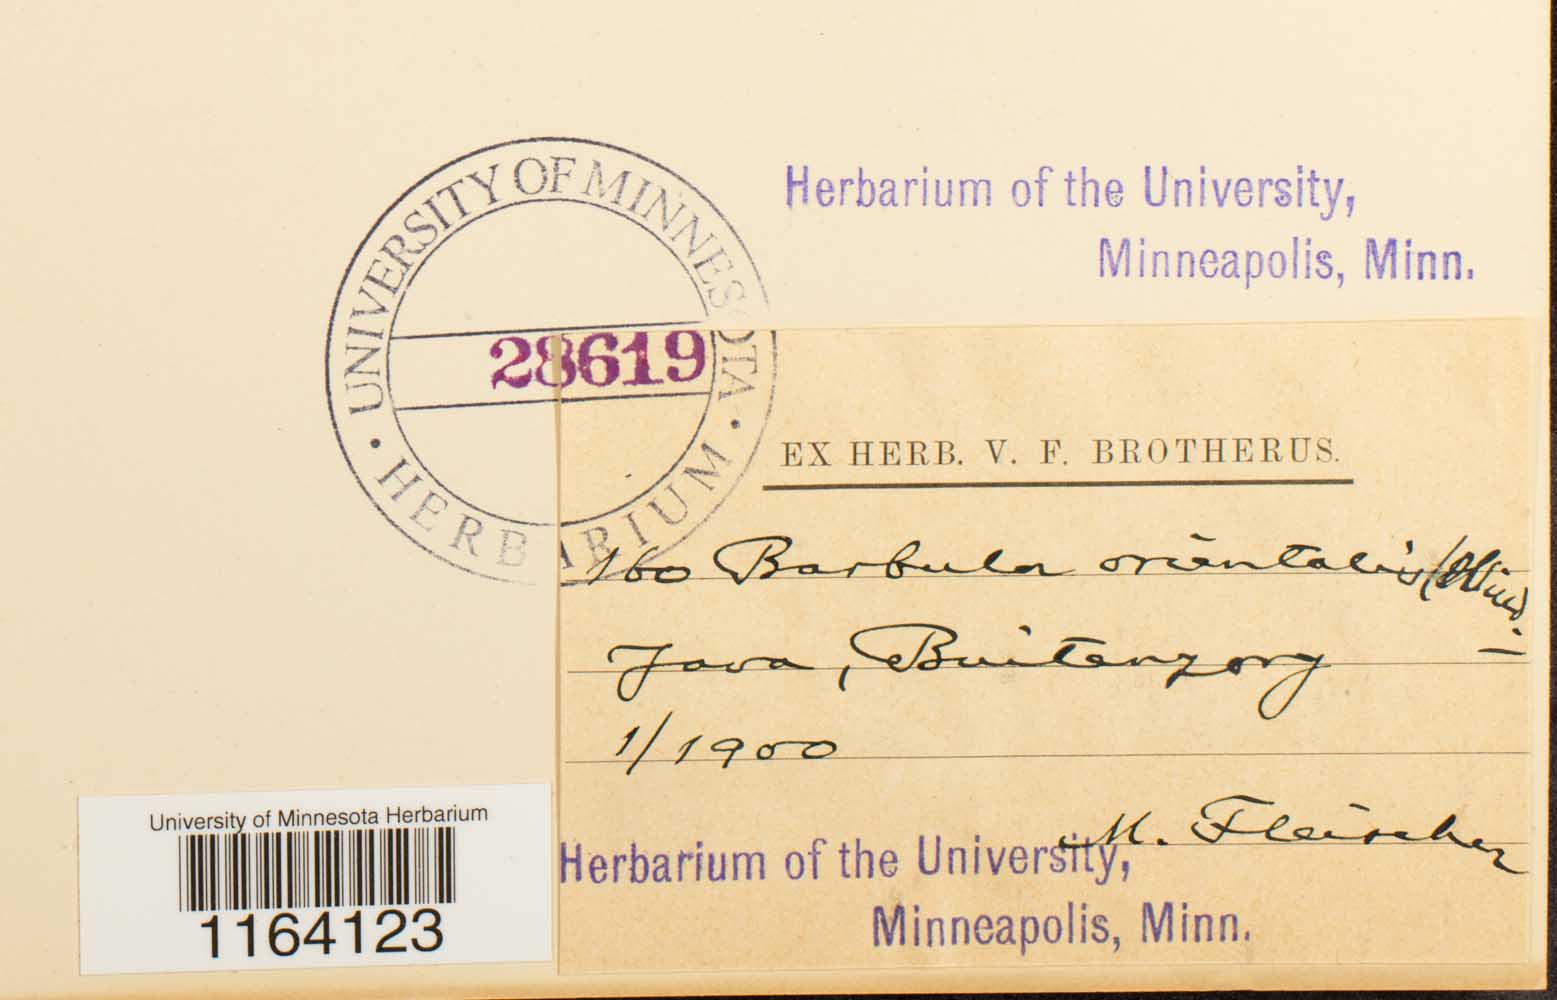 UNIVERSITY OF MINNESOTA
· HERBARIUM ·
28619
Herbarium of the University,
Minneapolis, Minn.
EX HERB. V. F. BROTHERUS.
160 Barbula orientalis
Java, Buitenzorg
1/1900
M. Fleischer
Herbarium of the University,
Minneapolis, Minn.
University of Minnesota Herbarium
1164123